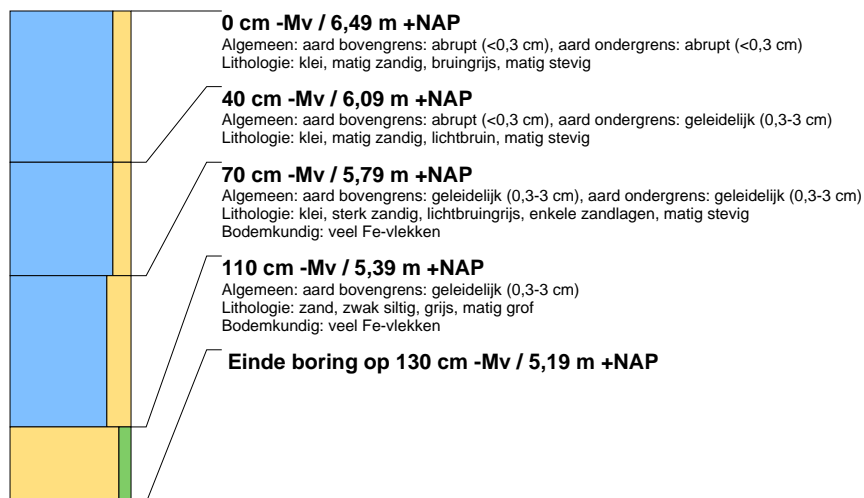 0 cm -Mv / 6,49 m +NAP
Algemeen: aard bovengrens: abrupt (<0,3 cm), aard ondergrens: abrupt (<0,3 cm)
Lithologie: klei, matig zandig, bruingrijs, matig stevig
40 cm -Mv / 6,09 m +NAP
Algemeen: aard bovengrens: abrupt (<0,3 cm), aard ondergrens: geleidelijk (0,3-3 cm)
Lithologie: klei, matig zandig, lichtbruin, matig stevig
70 cm -Mv / 5,79 m +NAP
Algemeen: aard bovengrens: geleidelijk (0,3-3 cm), aard ondergrens: geleidelijk (0,3-3 cm)
Lithologie: klei, sterk zandig, lichtbruingrijs, enkele zandlagen, matig stevig
Bodemkundig: veel Fe-vlekken
110 cm -Mv / 5,39 m +NAP
Algemeen: aard bovengrens: geleidelijk (0,3-3 cm)
Lithologie: zand, zwak siltig, grijs, matig grof
Bodemkundig: veel Fe-vlekken
Einde boring op 130 cm -Mv / 5,19 m +NAP